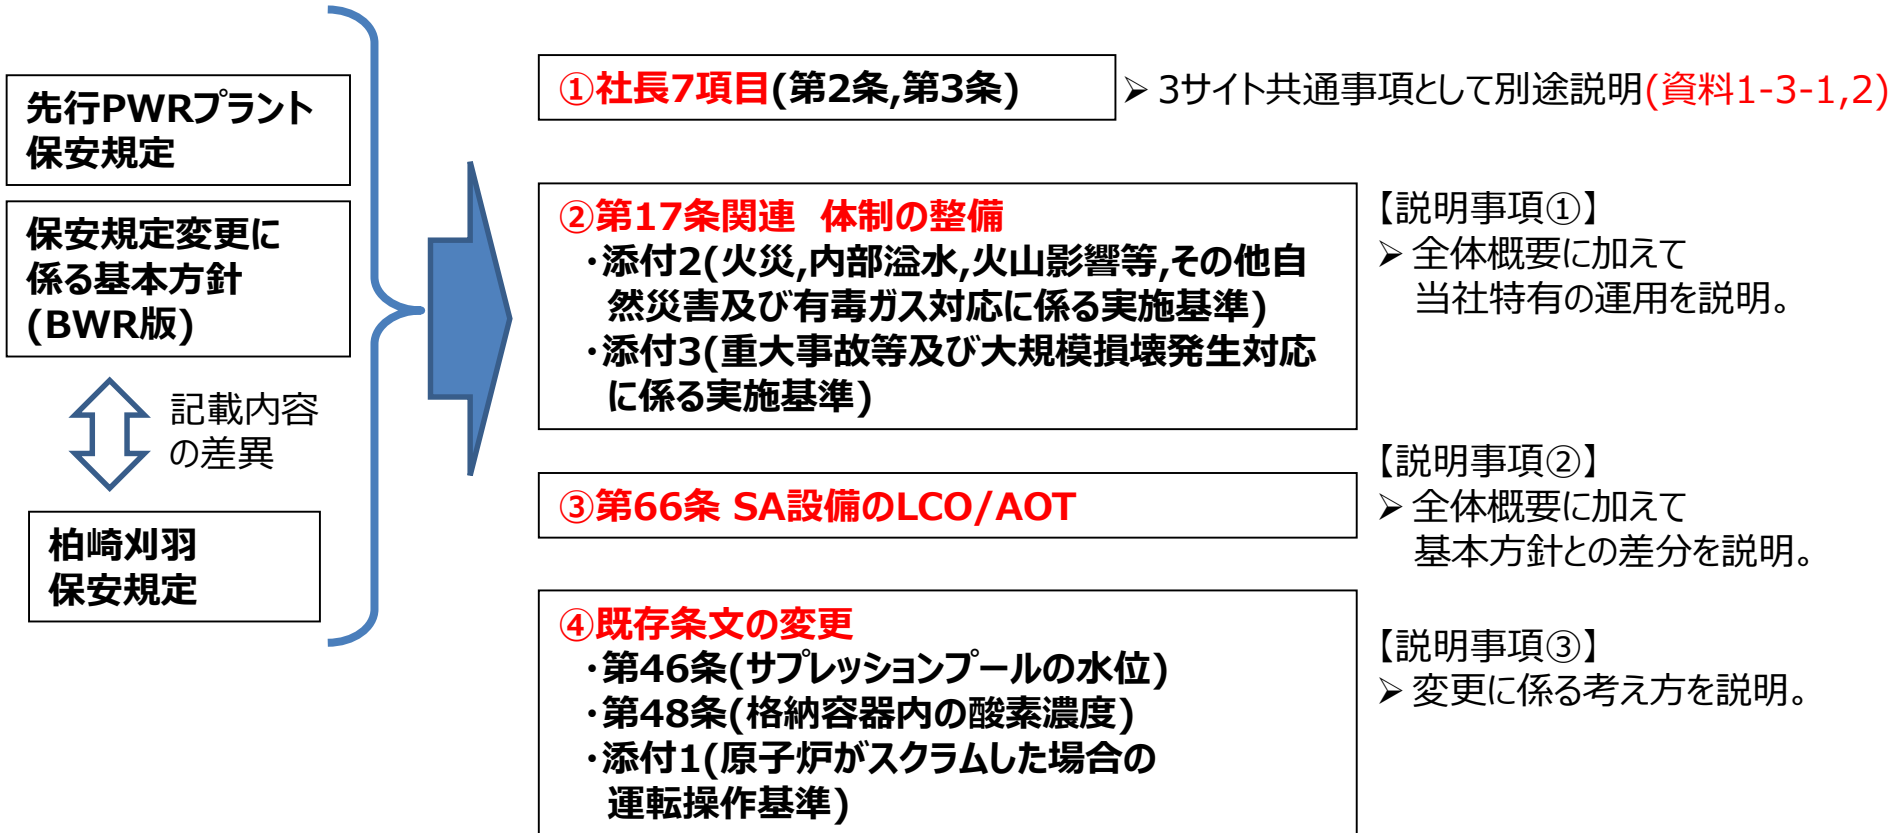 先行PWRプラント
保安規定
保安規定変更に
係る基本方針
(BWR版)
記載内容
の差異
柏崎刈羽
保安規定
①社長7項目(第2条,第3条)
➢ 3サイト共通事項として別途説明(資料1-3-1,2)
②第17条関連 体制の整備
・添付2(火災,内部溢水,火山影響等,その他自
然災害及び有毒ガス対応に係る実施基準)
・添付3(重大事故等及び大規模損壊発生対応
に係る実施基準)
【説明事項①】
➢ 全体概要に加えて
当社特有の運用を説明。
③第66条 SA設備のLCO/AOT
【説明事項②】
➢ 全体概要に加えて
基本方針との差分を説明。
④既存条文の変更
・第46条(サプレッションプールの水位)
・第48条(格納容器内の酸素濃度)
・添付1(原子炉がスクラムした場合の
運転操作基準)
【説明事項③】
➢ 変更に係る考え方を説明。